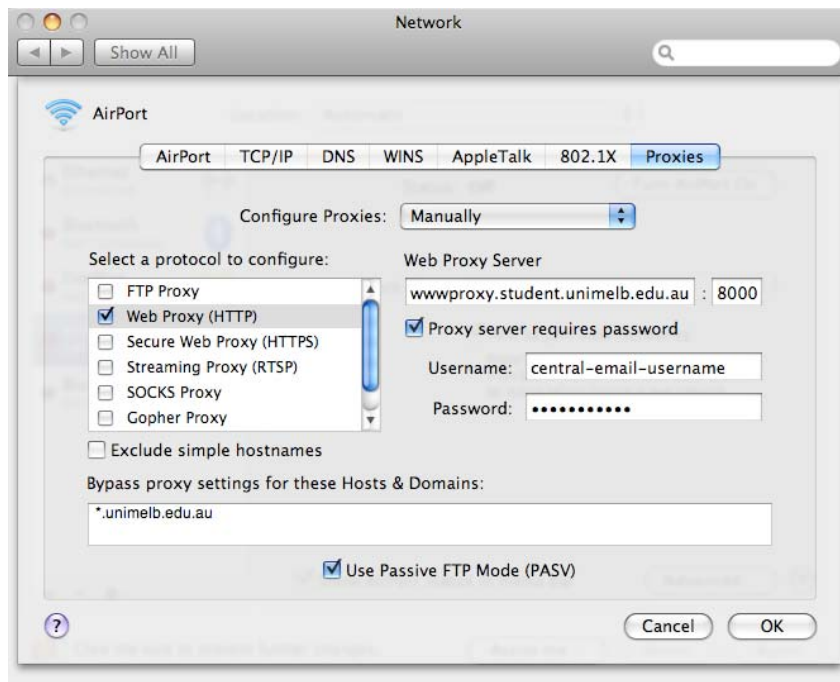 Network
Show All
AirPort
AirPort TCP/IP DNS WINS AppleTalk 802.1X Proxies
Configure Proxies: Manually
Select a protocol to configure:
Web Proxy Server
FTP Proxy
wwwproxy.student.unimelb.edu.au : 8000
Web Proxy (HTTP)
Proxy server requires password
Secure Web Proxy (HTTPS)
Streaming Proxy (RTSP)
Username: central-email-username
SOCKS Proxy
Password: •••••••••••
Gopher Proxy
Exclude simple hostnames
Bypass proxy settings for these Hosts & Domains:
*.unimelb.edu.au
Use Passive FTP Mode (PASV)
? Cancel OK